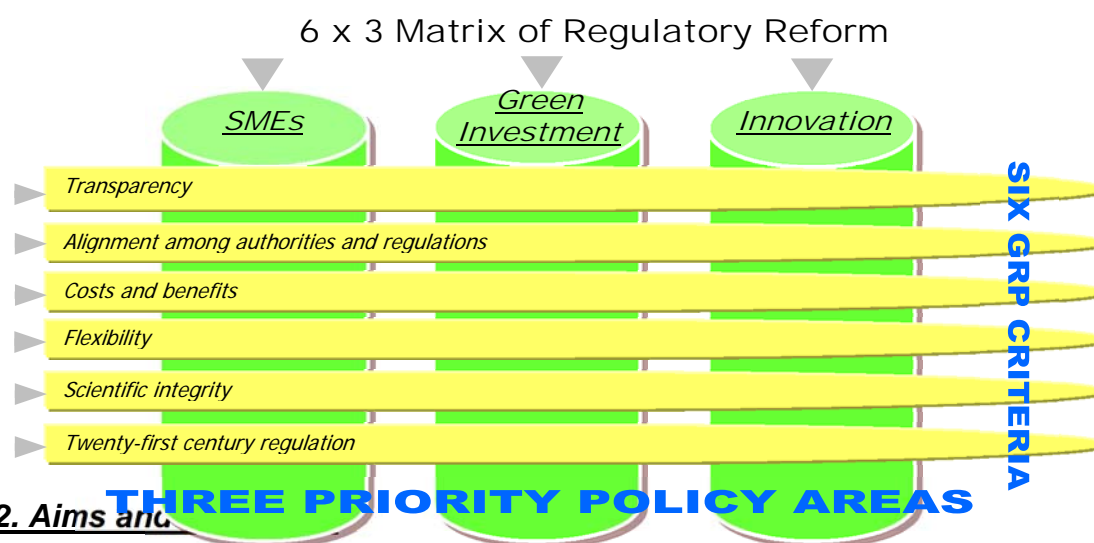 6 x 3 Matrix of Regulatory Reform
SMEs
Green
Investment
Innovation
Transparency
Alignment among authorities and regulations
Costs and benefits
Flexibility
Scientific integrity
Twenty-first century regulation
SIX GRP CRITERIA
THREE PRIORITY POLICY AREAS
2. Aims and